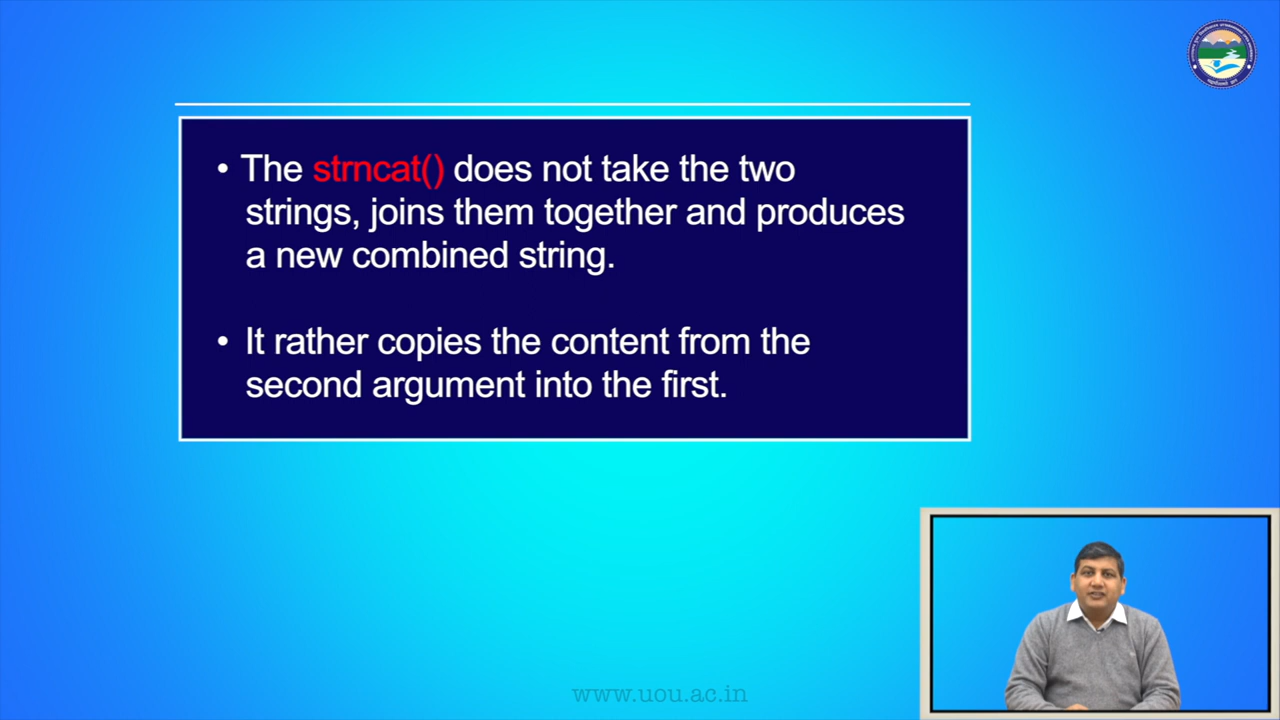 • The strncat() does not take the two
strings, joins them together and produces
a new combined string.
• It rather copies the content from the
second argument into the first.
www.uou.ac.in